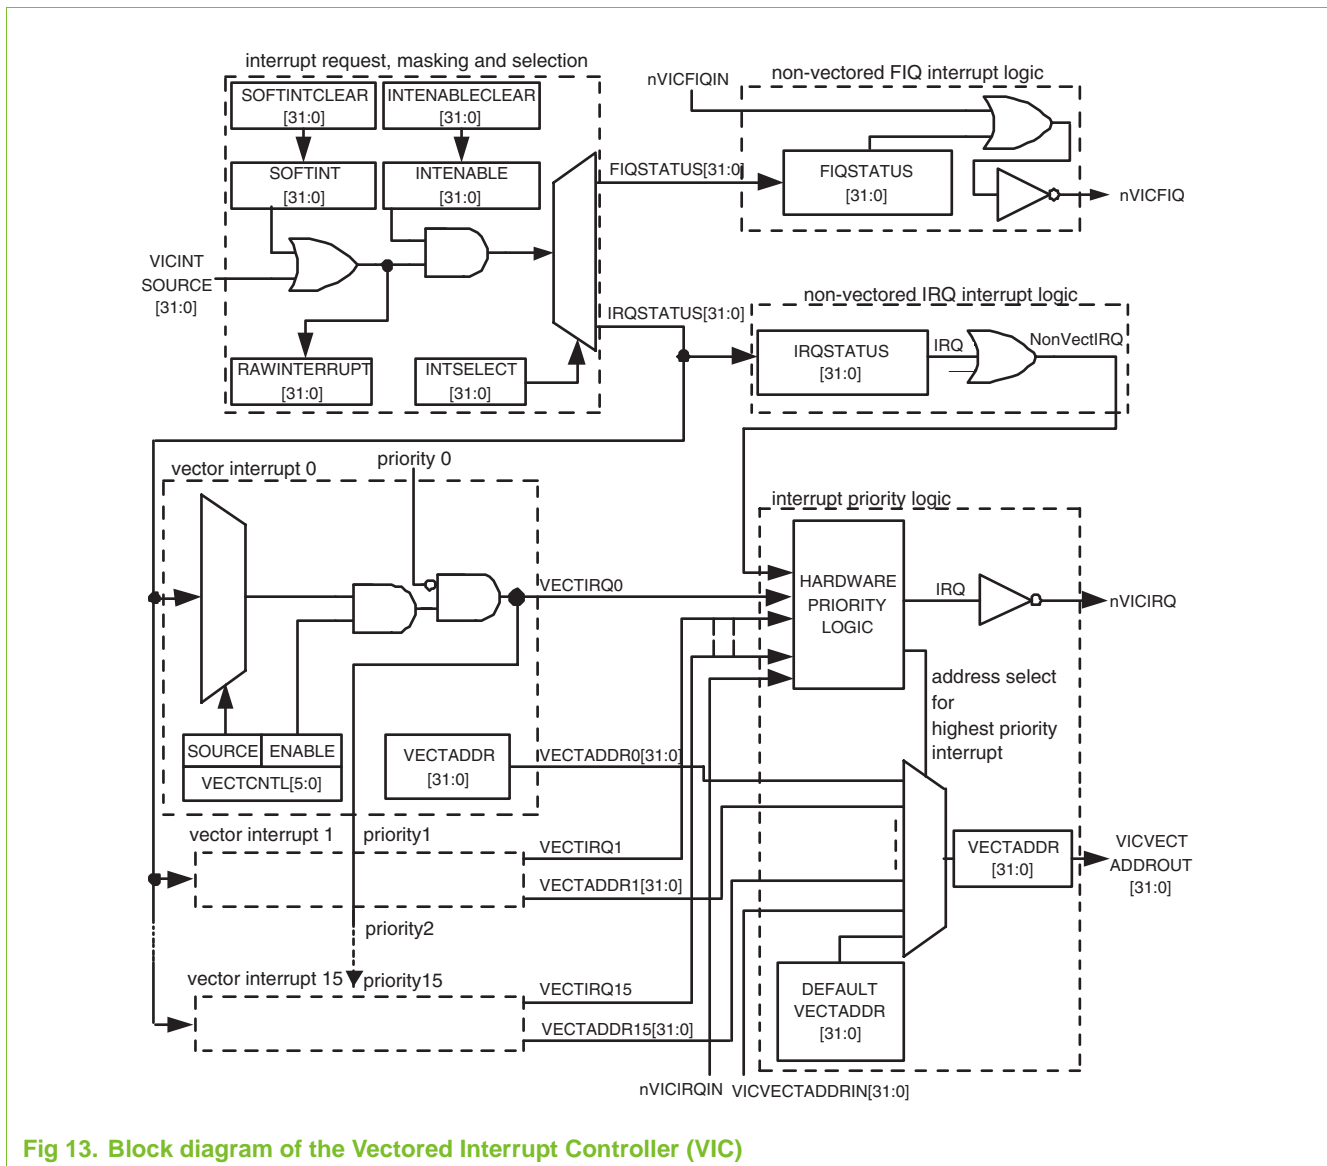 interrupt request, masking and selection
SOFTINTCLEAR
[31:0]
INTENABLECLEAR
[31:0]
SOFTINT
[31:0]
INTENABLE
[31:0]
VICINT
SOURCE
[31:0]
RAWINTERRUPT
[31:0]
INTSELECT
[31:0]
nVICFIQIN
non-vectored FIQ interrupt logic
FIQSTATUS[31:0]
FIQSTATUS
[31:0]
nVICFIQ
IRQSTATUS[31:0]
non-vectored IRQ interrupt logic
IRQSTATUS
[31:0]
IRQ
NonVectIRQ
vector interrupt 0
priority 0
SOURCE
ENABLE
VECTCNTL[5:0]
VECTADDR
[31:0]
VECTIRQ0
VECTADDR0[31:0]
interrupt priority logic
HARDWARE
PRIORITY
LOGIC
IRQ
nVICIRQ
address select
for
highest priority
interrupt
vector interrupt 1
priority1
VECTIRQ1
VECTADDR1[31:0]
priority2
vector interrupt 15
priority15
VECTIRQ15
VECTADDR15[31:0]
VECTADDR
[31:0]
VICVECT
ADDROUT
[31:0]
DEFAULT
VECTADDR
[31:0]
nVICIRQIN
VICVECTADDRIN[31:0]
Fig 13. Block diagram of the Vectored Interrupt Controller (VIC)